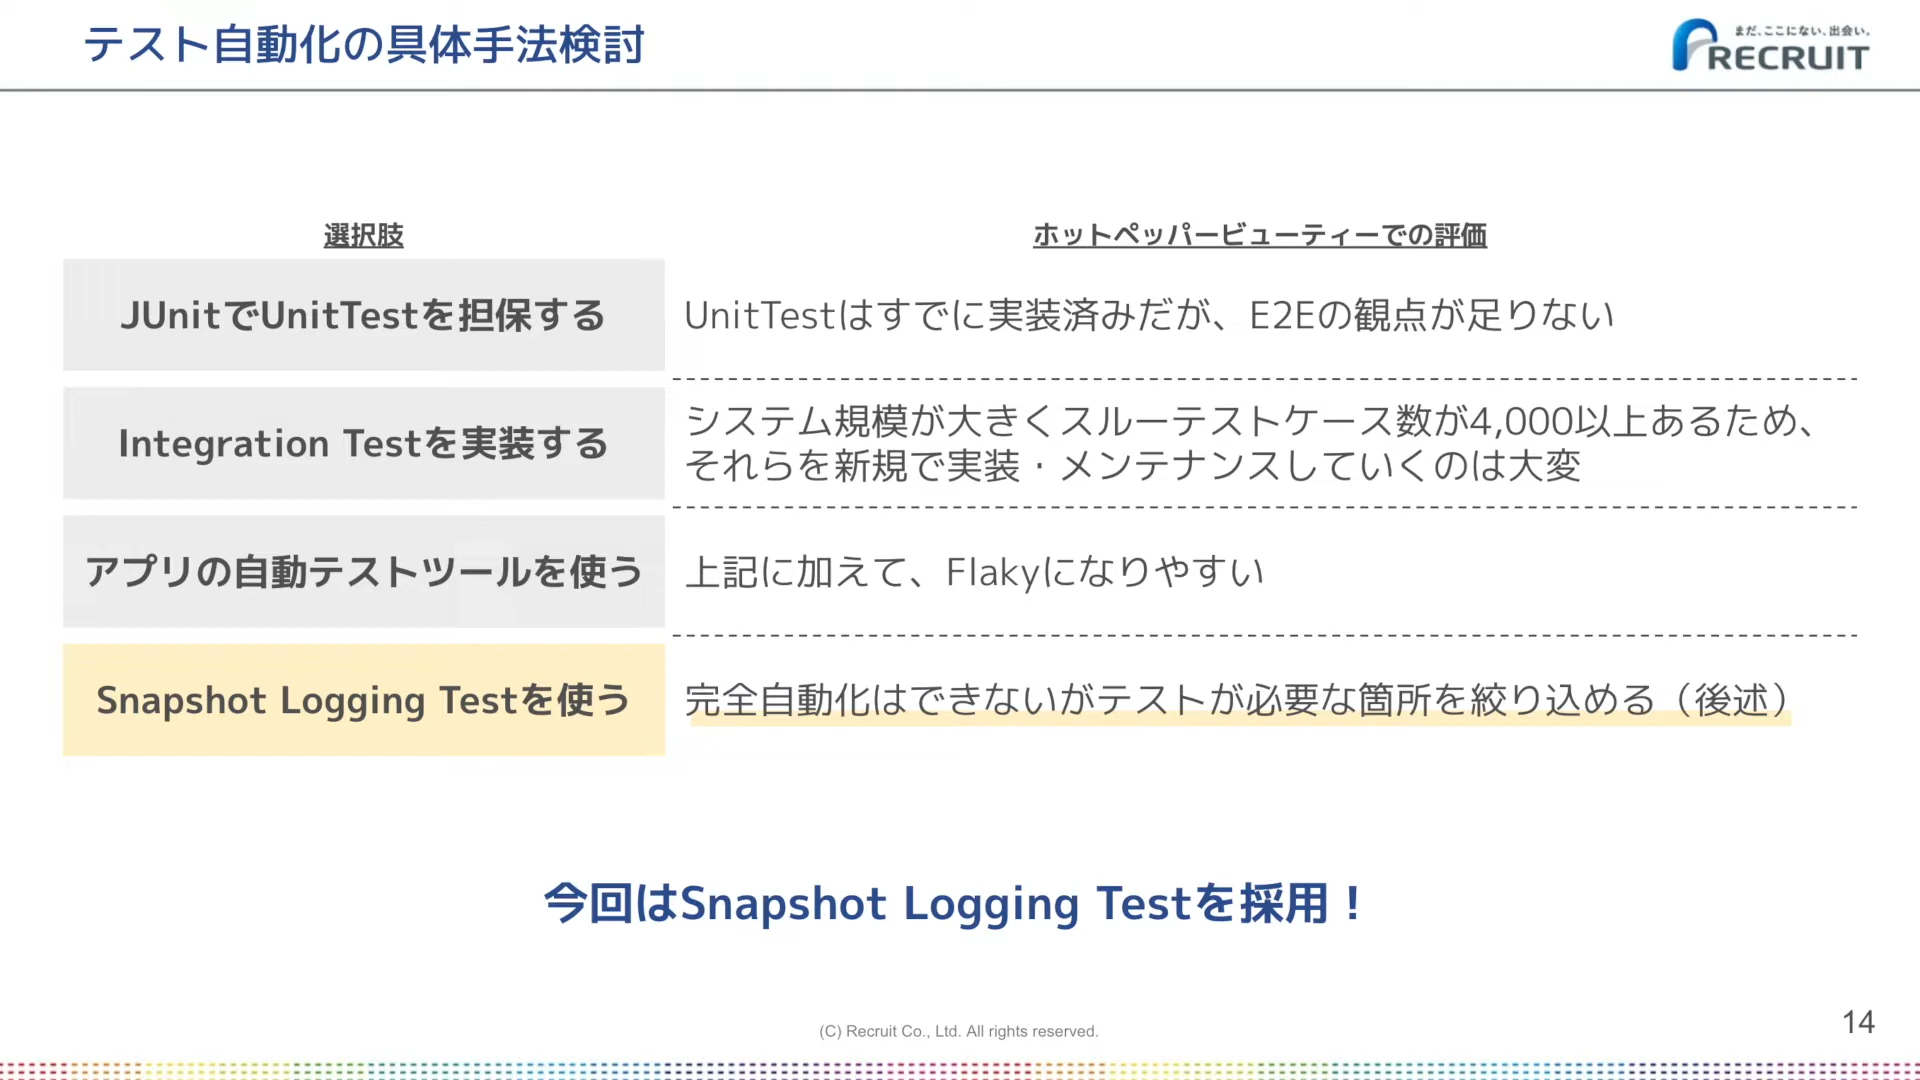 テスト自動化の具体手法検討
まだ、ここにない、出会い。
RECRUIT
選択肢
ホットペッパービューティーでの評価
JUnitでUnitTestを担保する
UnitTestはすでに実装済みだが、E2Eの観点が足りない
Integration Testを実装する
システム規模が大きくスルーテストケース数が4,000以上あるため、
それらを新規で実装・メンテナンスしていくのは大変
アプリの自動テストツールを使う
上記に加えて、Flakyになりやすい
Snapshot Logging Testを使う
完全自動化はできないがテストが必要な箇所を絞り込める（後述）
今回はSnapshot Logging Testを採用！
(C) Recruit Co., Ltd. All rights reserved.
14